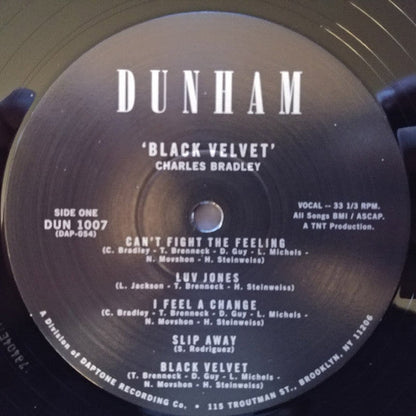 DUNHAM
'BLACK VELVET'
CHARLES BRADLEY
SIDE ONE
DUN 1007
(DAP-054)
VOCAL -- 33 1/3 RPM.
All Songs BMI / ASCAP.
A TNT Production.
CAN'T FIGHT THE FEELING
(C. Bradley - T. Brenneck - D. Guy - L. Michels -
N. Movshon - H. Steinweiss)
LUV JONES
(L. Jackson - T. Brenneck - H. Steinweiss)
I FEEL A CHANGE
(C. Bradley - T. Brenneck - D. Guy - L. Michels -
N. Movshon - H. Steinweiss)
SLIP AWAY
(S. Rodriguez)
BLACK VELVET
(T. Brenneck - D. Guy - L. Michels -
N. Movshon - H. Steinweiss)
A Division of DAPTONE RECORDING Co. • 115 TROUTMAN ST., BROOKLYN, NY 11206